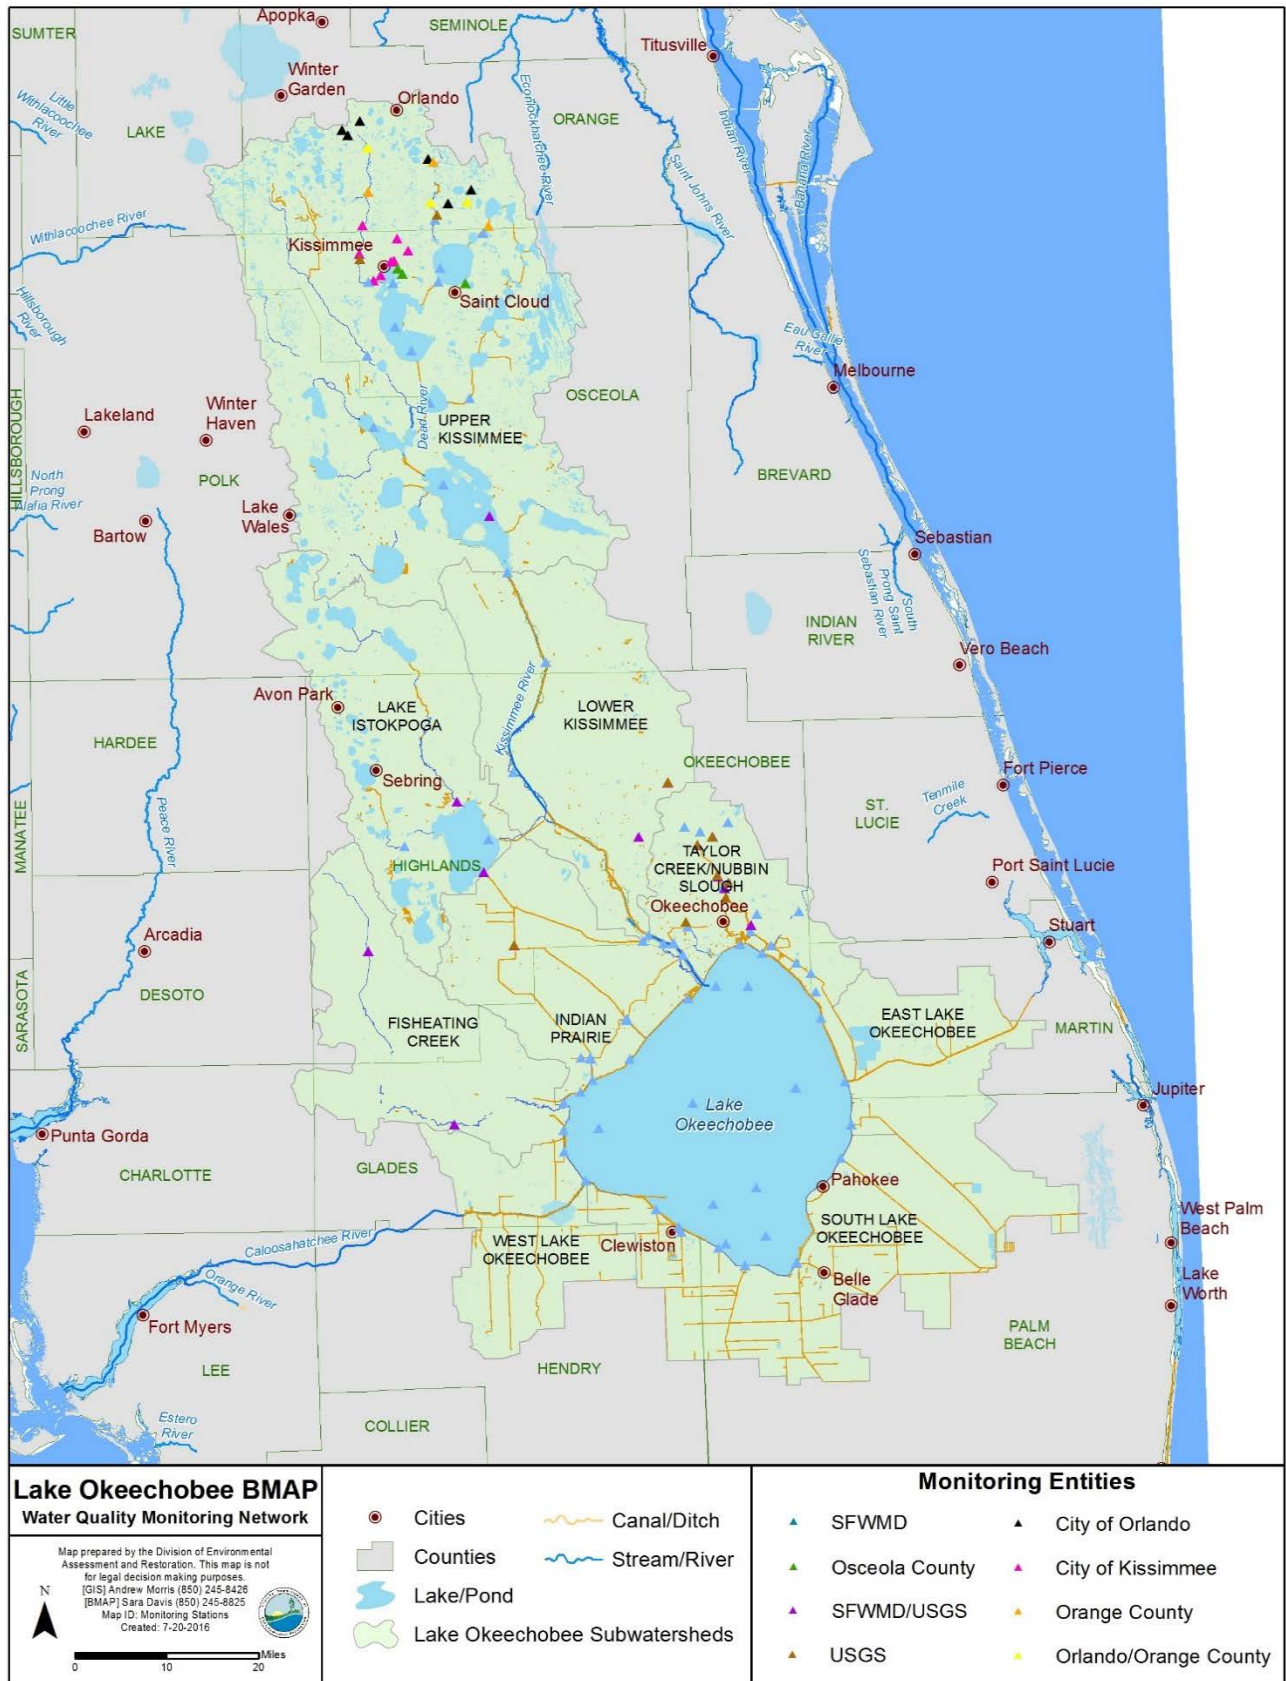 Apopka
SEMINOLE
SUMTER
Titusville
Winter
Garden
Orlando
Little
Withlacoochee
River
LAKE
Econlockhatchee River
ORANGE
Indian River
Banana River
Saint Johns River
Withlacoochee River
Kissimmee
Saint Cloud
Hillsborough
River
Eau Gallie
River
Melbourne
HILLSBOROUGH
Lakeland
Winter
Haven
Dead River
UPPER
KISSIMMEE
OSCEOLA
POLK
BREVARD
North
Prong
Alafia River
Lake
Wales
Bartow
Sebastian
South
Prong Saint
Sebastian River
INDIAN
RIVER
Vero Beach
Avon Park
LAKE
ISTOKPOGA
Kissimmee River
LOWER
KISSIMMEE
HARDEE
OKEECHOBEE
Sebring
Fort Pierce
MANATEE
Peace River
ST.
LUCIE
Tenmile
Creek
HIGHLANDS
TAYLOR
CREEK/NUBBIN
SLOUGH
Port Saint Lucie
Okeechobee
Arcadia
Stuart
SARASOTA
DESOTO
FISHEATING
CREEK
INDIAN
PRAIRIE
EAST LAKE
OKEECHOBEE
MARTIN
Jupiter
Lake
Okeechobee
Punta Gorda
CHARLOTTE
GLADES
Pahokee
West Palm
Beach
SOUTH LAKE
OKEECHOBEE
Caloosahatchee River
WEST LAKE
OKEECHOBEE
Clewiston
Orange River
Belle
Glade
Lake
Worth
Fort Myers
PALM
BEACH
LEE
HENDRY
Estero
River
COLLIER
Lake Okeechobee BMAP
Water Quality Monitoring Network
Map prepared by the Division of Environmental
Assessment and Restoration. This map is not
for legal decision making purposes.
[GIS] Andrew Morris (850) 245-8426
[BMAP] Sara Davis (850) 245-8825
Map ID: Monitoring Stations
Created: 7-20-2016
N
Miles
0 10 20
Cities
Counties
Lake/Pond
Lake Okeechobee Subwatersheds
Canal/Ditch
Stream/River
Monitoring Entities
SFWMD
Osceola County
SFWMD/USGS
USGS
City of Orlando
City of Kissimmee
Orange County
Orlando/Orange County